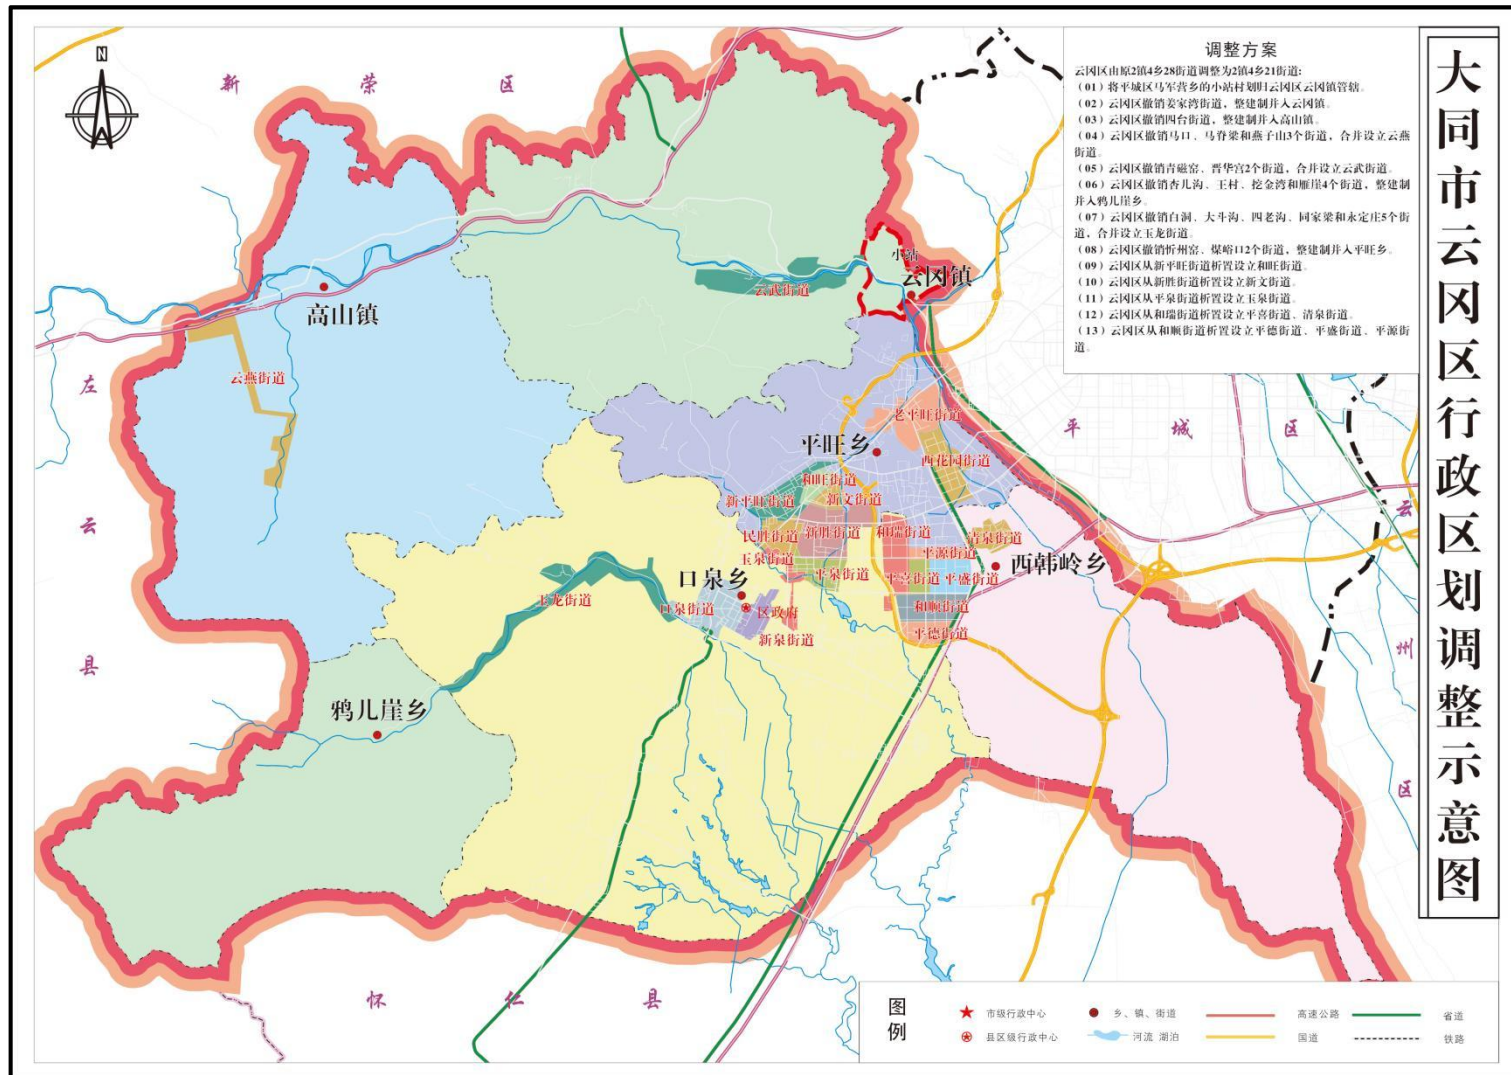 大同市云冈区行政区划调整示意图
调整方案
云冈区由原2镇4乡28街道调整为2镇4乡21街道:
(01)将平城区马军营乡的小站村划归云冈区云冈镇管辖。
(02)云冈区撤销姜家湾街道，整建制并入云冈镇。
(03)云冈区撤销四台街道，整建制并入高山镇。
(04)云冈区撤销马口、马脊梁和燕子山3个街道，合并设立云燕
街道。
(05)云冈区撤销青磁窑、晋华宫2个街道，合并设立云武街道。
(06)云冈区撤销杏儿沟、王村、挖金湾和雁崖4个街道，整建制
并入鸦儿崖乡。
(07)云冈区撤销白洞、大斗沟、四老沟、同家梁和永定庄5个街
道，合并设立玉龙街道。
(08)云冈区撤销忻州窑、煤峪口2个街道，整建制并入平旺乡。
(09)云冈区从新平旺街道析置设立和旺街道。
(10)云冈区从新胜街道析置设立新文街道。
(11)云冈区从平泉街道析置设立玉泉街道。
(12)云冈区从和瑞街道析置设立平喜街道、清泉街道。
(13)云冈区从和顺街道析置设立平德街道、平盛街道、平源街
道。
N
新荣区
小站
云冈镇
云武街道
高山镇
云燕街道
左云县
老平旺街道
平城区
平旺乡
西花园街道
和旺街道
新平旺街道
新文街道
云州区
民胜街道
新胜街道
和瑞街道
清泉街道
玉泉街道
平源街道
西韩岭乡
平泉街道
平喜街道
平盛街道
口泉乡
玉龙街道
口泉街道
区政府
和顺街道
新泉街道
平德街道
鸦儿崖乡
怀仁县
图例
市级行政中心
乡、镇、街道
高速公路
省道
县区级行政中心
河流 湖泊
国道
铁路